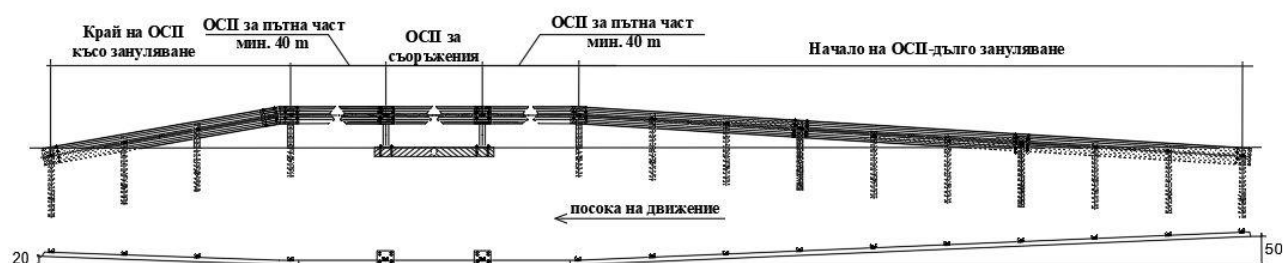 Край на ОСП
късо зануляване
ОСП за пътна част
мин. 40 m
ОСП за
съоръжения
ОСП за пътна част
мин. 40 m
Начало на ОСП-дълго зануляване
посока на движение
20
50